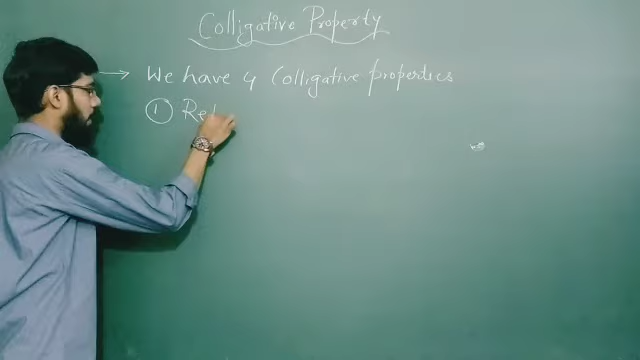 Colligative Property
→ We have 4 Colligative properties
① Rel